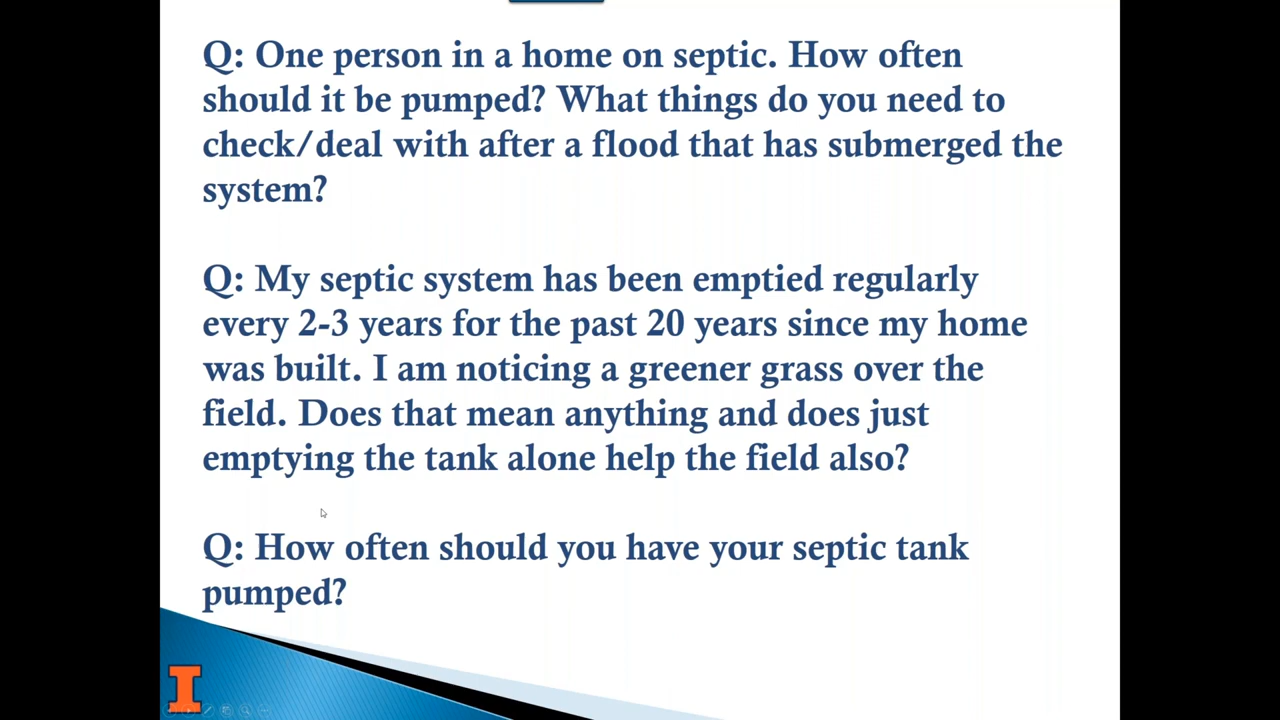 Q: One person in a home on septic. How often
should it be pumped? What things do you need to
check/deal with after a flood that has submerged the
system?
Q: My septic system has been emptied regularly
every 2-3 years for the past 20 years since my home
was built. I am noticing a greener grass over the
field. Does that mean anything and does just
emptying the tank alone help the field also?
Q: How often should you have your septic tank
pumped?
I